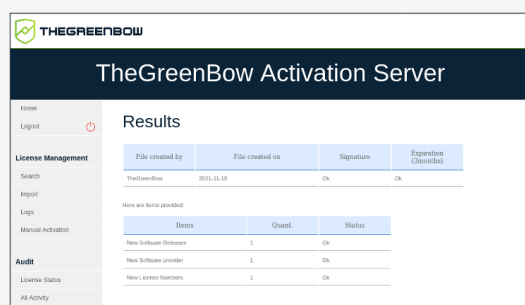 THEGREENBOW
TheGreenBow Activation Server
Home
Logout
License Management
Search
Import
Logs
Manual Activation
Audit
License Status
All Activity
Results
File created by File created on Signature Expiration
(3months)
TheGreenBow 2021-11-18 Ok Ok
Here are items provided:
Items Quant. Status
New Software Releases 1 Ok
New Software provider 1 Ok
New License Numbers 1 Ok